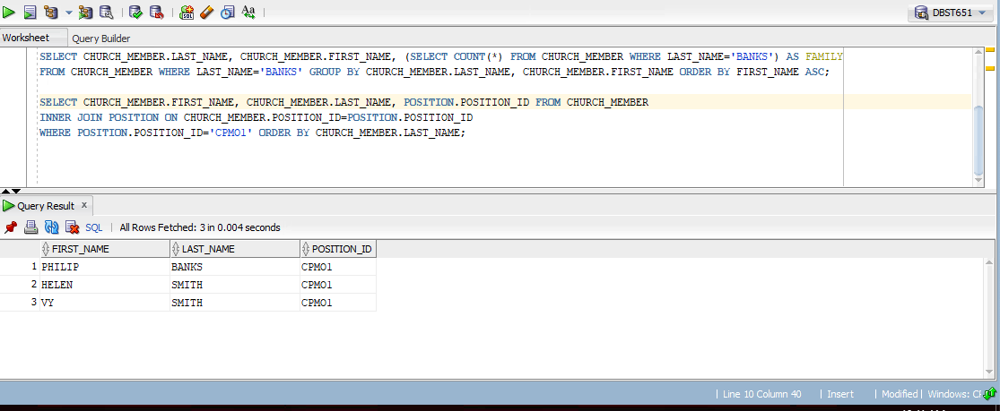 DBST651
Worksheet Query Builder
SELECT CHURCH_MEMBER.LAST_NAME, CHURCH_MEMBER.FIRST_NAME, (SELECT COUNT(*) FROM CHURCH_MEMBER WHERE LAST_NAME='BANKS') AS FAMILY
FROM CHURCH_MEMBER WHERE LAST_NAME='BANKS' GROUP BY CHURCH_MEMBER.LAST_NAME, CHURCH_MEMBER.FIRST_NAME ORDER BY FIRST_NAME ASC;
SELECT CHURCH_MEMBER.FIRST_NAME, CHURCH_MEMBER.LAST_NAME, POSITION.POSITION_ID FROM CHURCH_MEMBER
INNER JOIN POSITION ON CHURCH_MEMBER.POSITION_ID=POSITION.POSITION_ID
WHERE POSITION.POSITION_ID='CPMO1' ORDER BY CHURCH_MEMBER.LAST_NAME;
Query Result x
SQL | All Rows Fetched: 3 in 0.004 seconds
FIRST_NAME LAST_NAME POSITION_ID
1 PHILIP BANKS CPMO1
2 HELEN SMITH CPMO1
3 VY SMITH CPMO1
| Line 10 Column 40 | Insert | Modified | Windows: